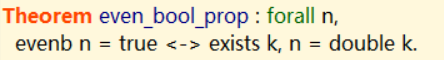 Theorem even_bool_prop : forall n,
evenb n = true <-> exists k, n = double k.